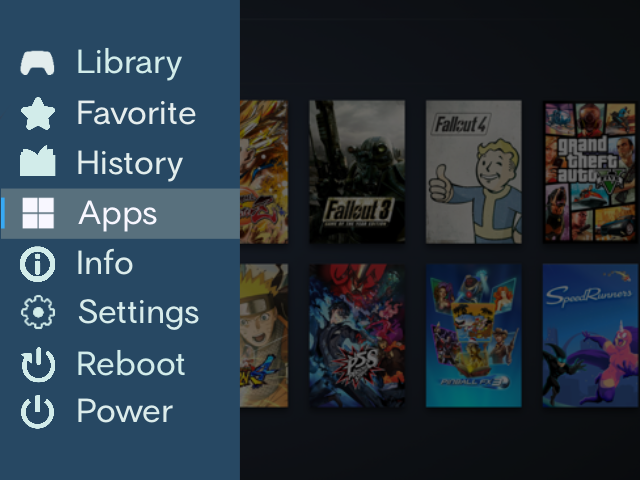 Library
Favorite
History
Apps
Info
Settings
Reboot
Power
Fallout 3
GAME OF THE YEAR EDITION
Fallout 4
grand
theft
auto V
P5S
PINBALL FX3
SpeedRunners